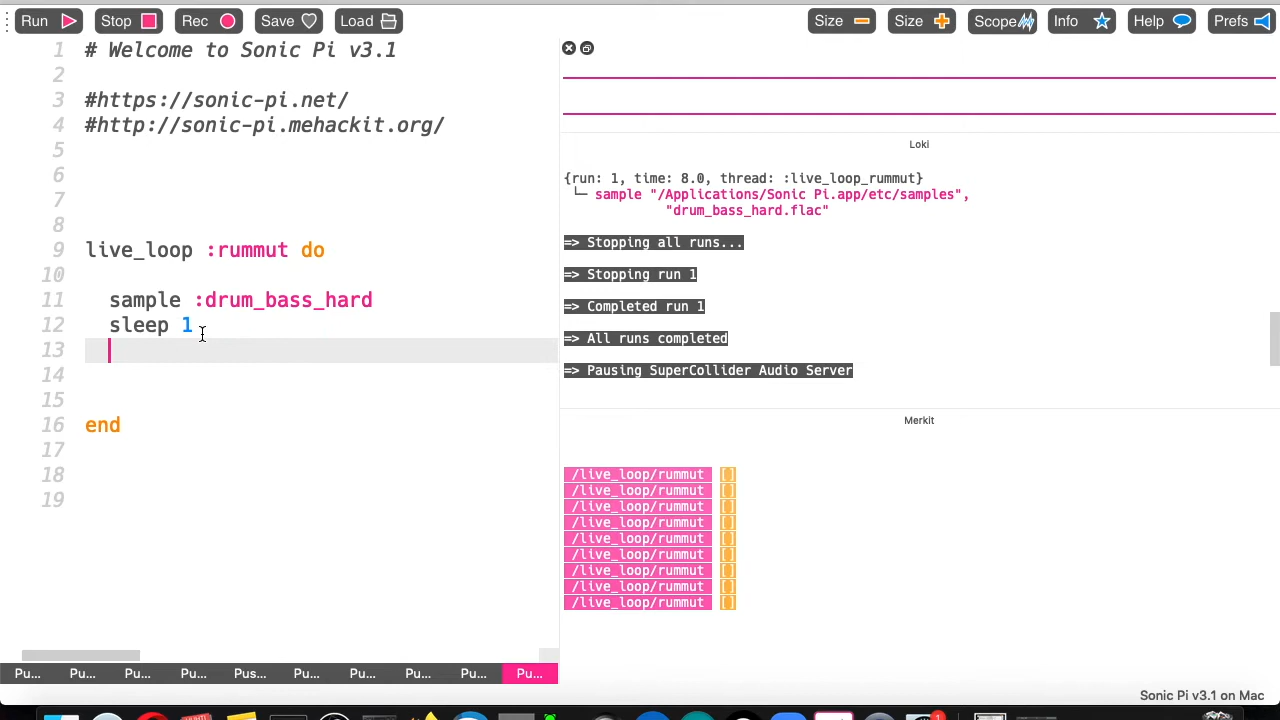 Run Stop Rec Save Load Size Size Scope Info Help Prefs
1 # Welcome to Sonic Pi v3.1
2
3 #https://sonic-pi.net/
4 #http://sonic-pi.mehackit.org/
5
6
7
8
9 live_loop :rummut do
10
11 sample :drum_bass_hard
12 sleep 1
13
14
15
16 end
17
18
19
Loki
{run: 1, time: 8.0, thread: :live_loop_rummut}
└─ sample "/Applications/Sonic Pi.app/etc/samples",
"drum_bass_hard.flac"
=> Stopping all runs...
=> Stopping run 1
=> Completed run 1
=> All runs completed
=> Pausing SuperCollider Audio Server
Merkit
/live_loop/rummut []
/live_loop/rummut []
/live_loop/rummut []
/live_loop/rummut []
/live_loop/rummut []
/live_loop/rummut []
/live_loop/rummut []
/live_loop/rummut []
/live_loop/rummut []
Pu... Pu... Pu... Pu... Pus... Pu... Pu... Pu... Pu... Pu...
Sonic Pi v3.1 on Mac